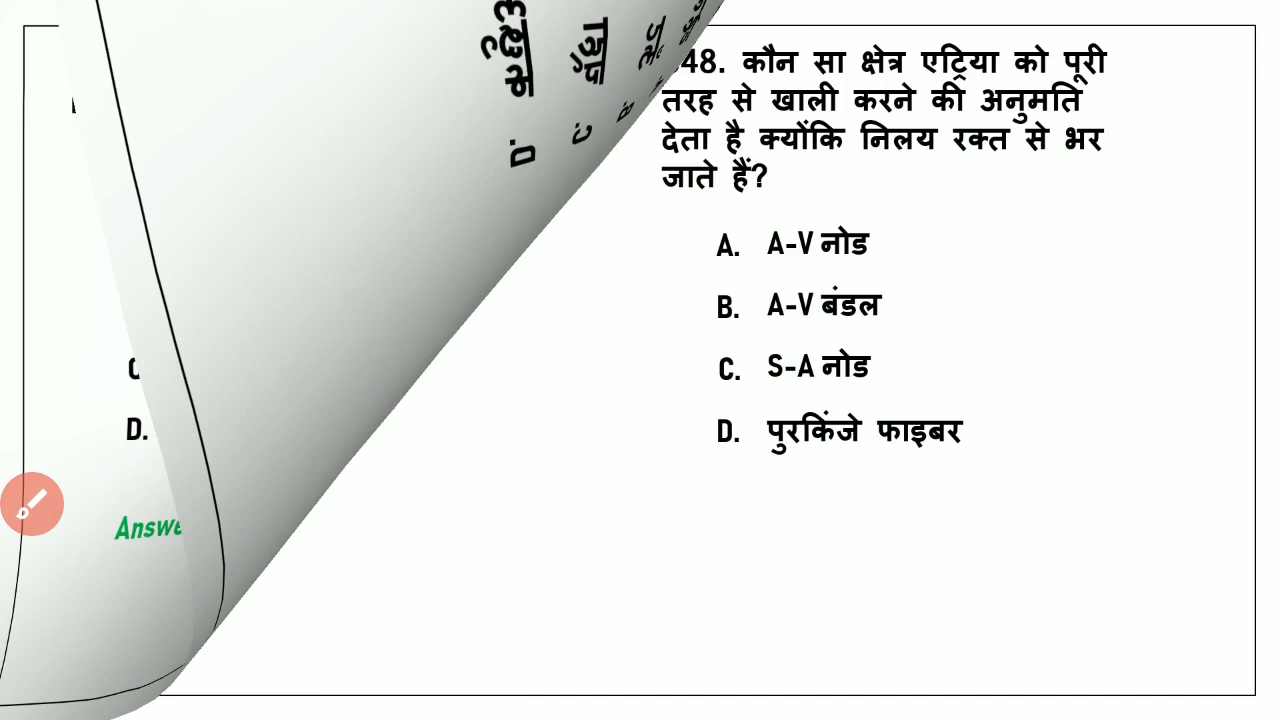 48. कौन सा क्षेत्र एट्रिया को पूरी
तरह से खाली करने की अनुमति
देता है क्योंकि निलय रक्त से भर
जाते हैं?
A. A-V नोड
B. A-V बंडल
C. S-A नोड
D. पुरकिंजे फाइबर
D.
C.
D.